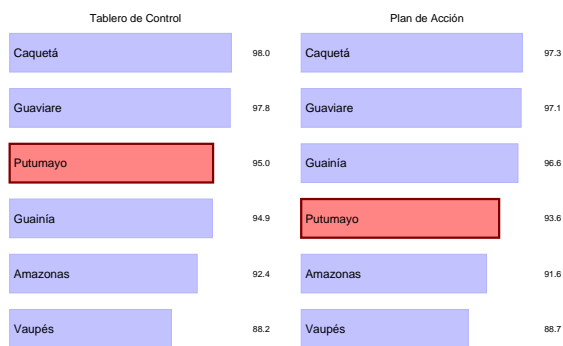 Tablero de Control
Caquetá 98.0
Guaviare 97.8
Putumayo 95.0
Guainía 94.9
Amazonas 92.4
Vaupés 88.2
Plan de Acción
Caquetá 97.3
Guaviare 97.1
Guainía 96.6
Putumayo 93.6
Amazonas 91.6
Vaupés 88.7